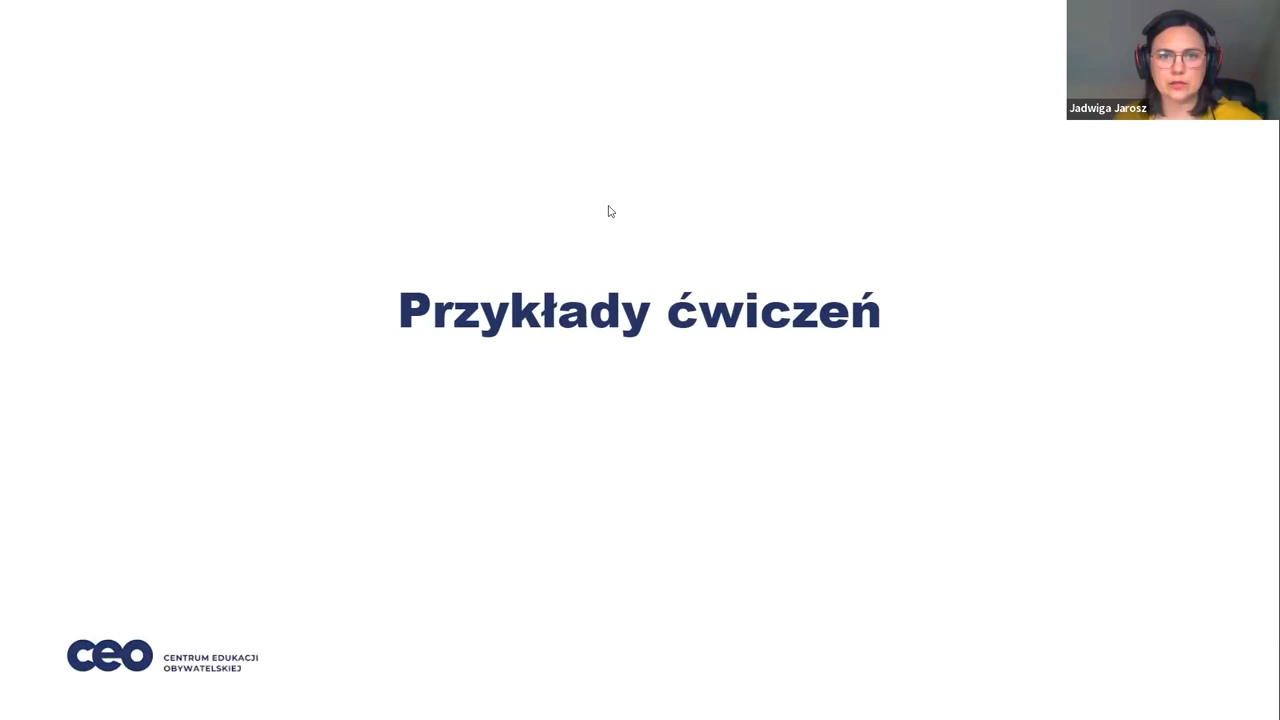 Jadwiga Jarosz
Przykłady ćwiczeń
ceo
CENTRUM EDUKACJI
OBYWATELSKIEJ